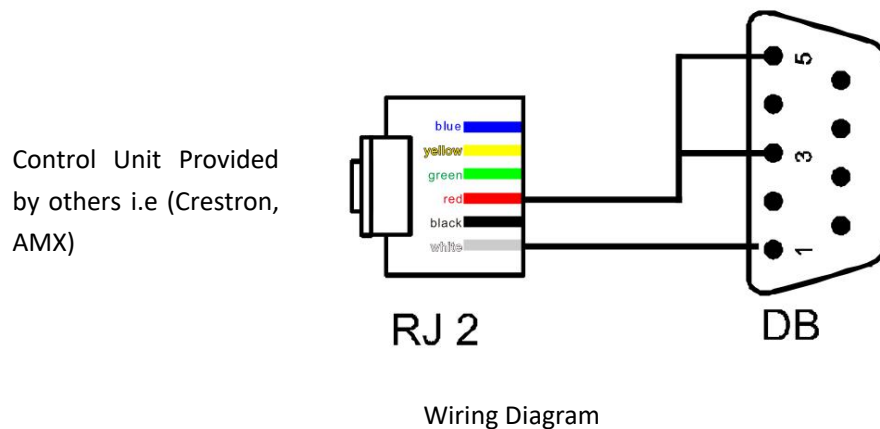 Control Unit Provided
by others i.e (Crestron,
AMX)
blue
yellow
green
red
black
white
RJ 2
5
3
1
DB
Wiring Diagram